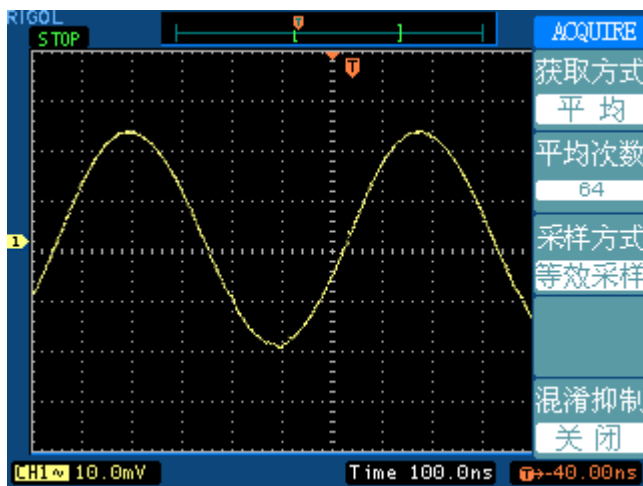 RIGOL
STOP
T
T
1
ACQUIRE
获取方式
平 均
平均次数
64
采样方式
等效采样
混淆抑制
关 闭
CH1~ 10.0mV
Time 100.0ns
T→-40.00ns